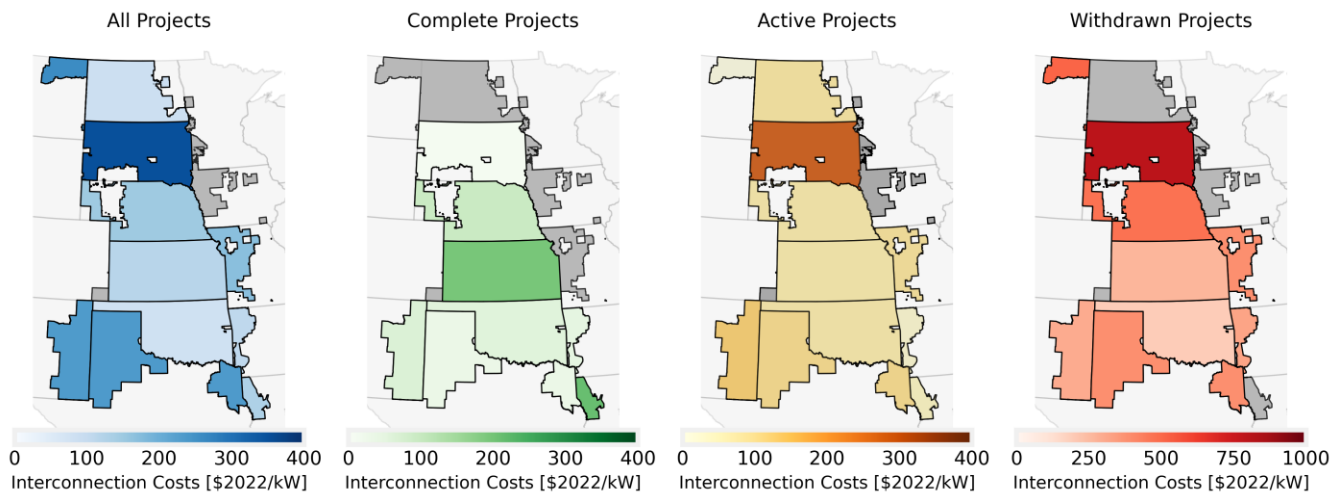 All Projects
Complete Projects
Active Projects
Withdrawn Projects
0 100 200 300 400
0 100 200 300 400
0 100 200 300 400
0 250 500 750 1000
Interconnection Costs [$2022/kW]
Interconnection Costs [$2022/kW]
Interconnection Costs [$2022/kW]
Interconnection Costs [$2022/kW]